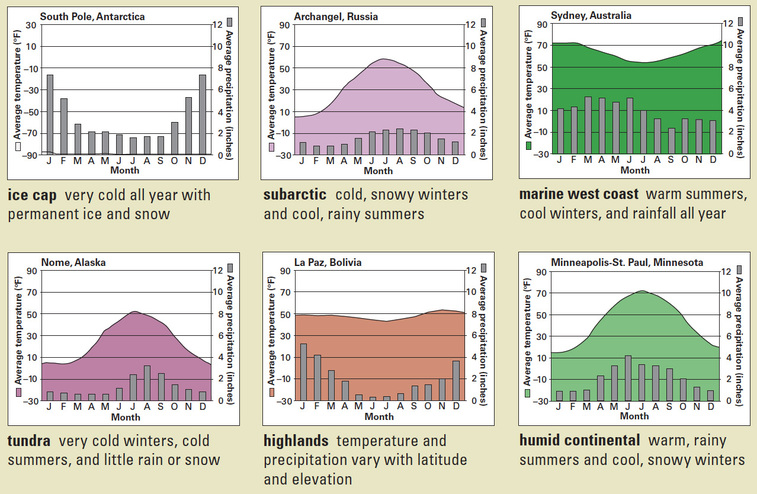 South Pole, Antarctica
Average temperature (°F)
30
10
−10
−30
−50
−70
−90
12
10
8
6
4
2
0
Average precipitation (inches)
J F M A M J J A S O N D
Month
ice cap very cold all year with
permanent ice and snow
Archangel, Russia
Average temperature (°F)
90
70
50
30
10
−10
−30
12
10
8
6
4
2
0
Average precipitation (inches)
J F M A M J J A S O N D
Month
subarctic cold, snowy winters
and cool, rainy summers
Sydney, Australia
Average temperature (°F)
90
70
50
30
10
−10
−30
12
10
8
6
4
2
0
Average precipitation (inches)
J F M A M J J A S O N D
Month
marine west coast warm summers,
cool winters, and rainfall all year
Nome, Alaska
Average temperature (°F)
90
70
50
30
10
−10
−30
12
10
8
6
4
2
0
Average precipitation (inches)
J F M A M J J A S O N D
Month
tundra very cold winters, cold
summers, and little rain or snow
La Paz, Bolivia
Average temperature (°F)
90
70
50
30
10
−10
−30
12
10
8
6
4
2
0
Average precipitation (inches)
J F M A M J J A S O N D
Month
highlands temperature and
precipitation vary with latitude
and elevation
Minneapolis-St. Paul, Minnesota
Average temperature (°F)
90
70
50
30
10
−10
−30
12
10
8
6
4
2
0
Average precipitation (inches)
J F M A M J J A S O N D
Month
humid continental warm, rainy
summers and cool, snowy winters